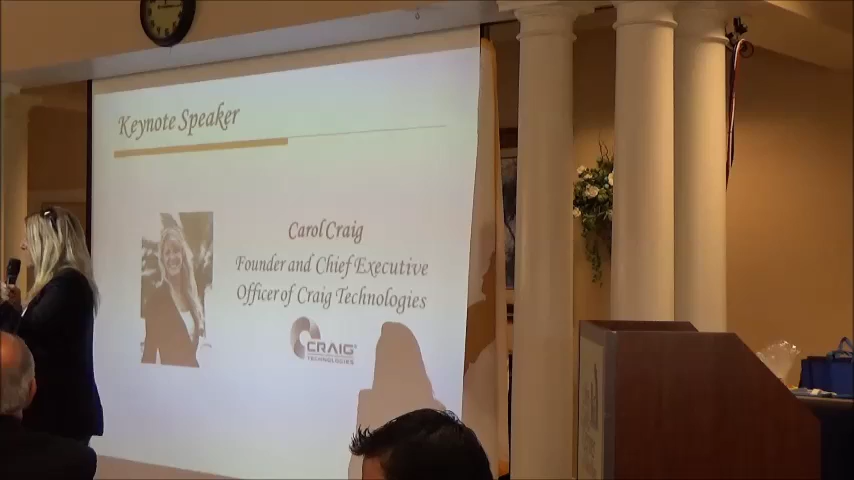 Keynote Speaker
Carol Craig
Founder and Chief Executive
Officer of Craig Technologies
CRAIG
TECHNOLOGIES